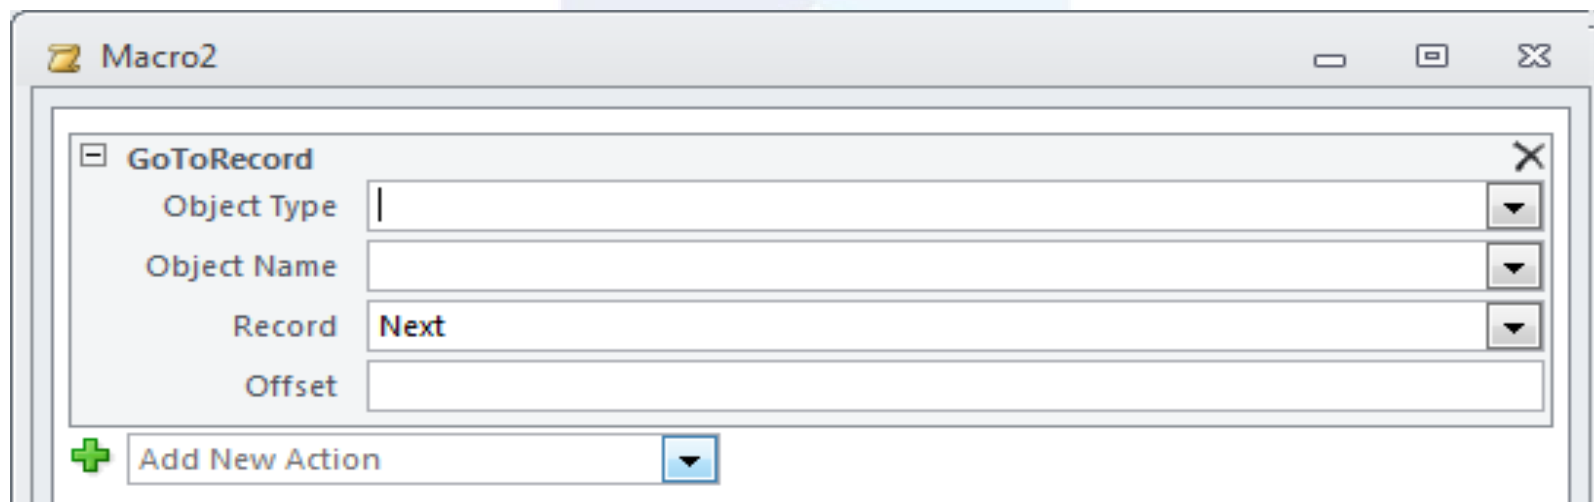 Macro2
GoToRecord
Object Type
Object Name
Record Next
Offset
Add New Action